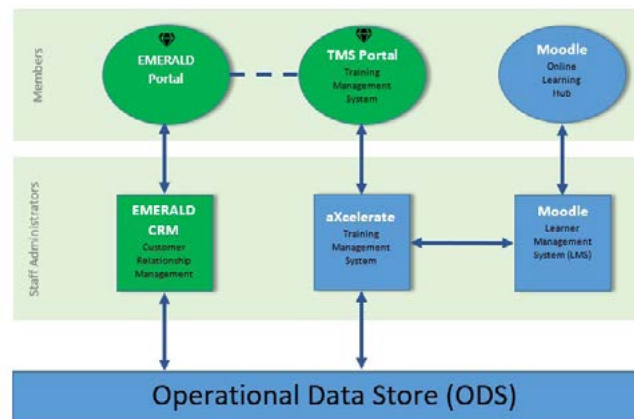 Members
EMERALD
Portal
TMS Portal
Training
Management
System
Moodle
Online
Learning
Hub
Staff Administrators
EMERALD
CRM
Customer
Relationship
Management
aXcelerate
Training
Management
System
Moodle
Learner
Management
System (LMS)
Operational Data Store (ODS)